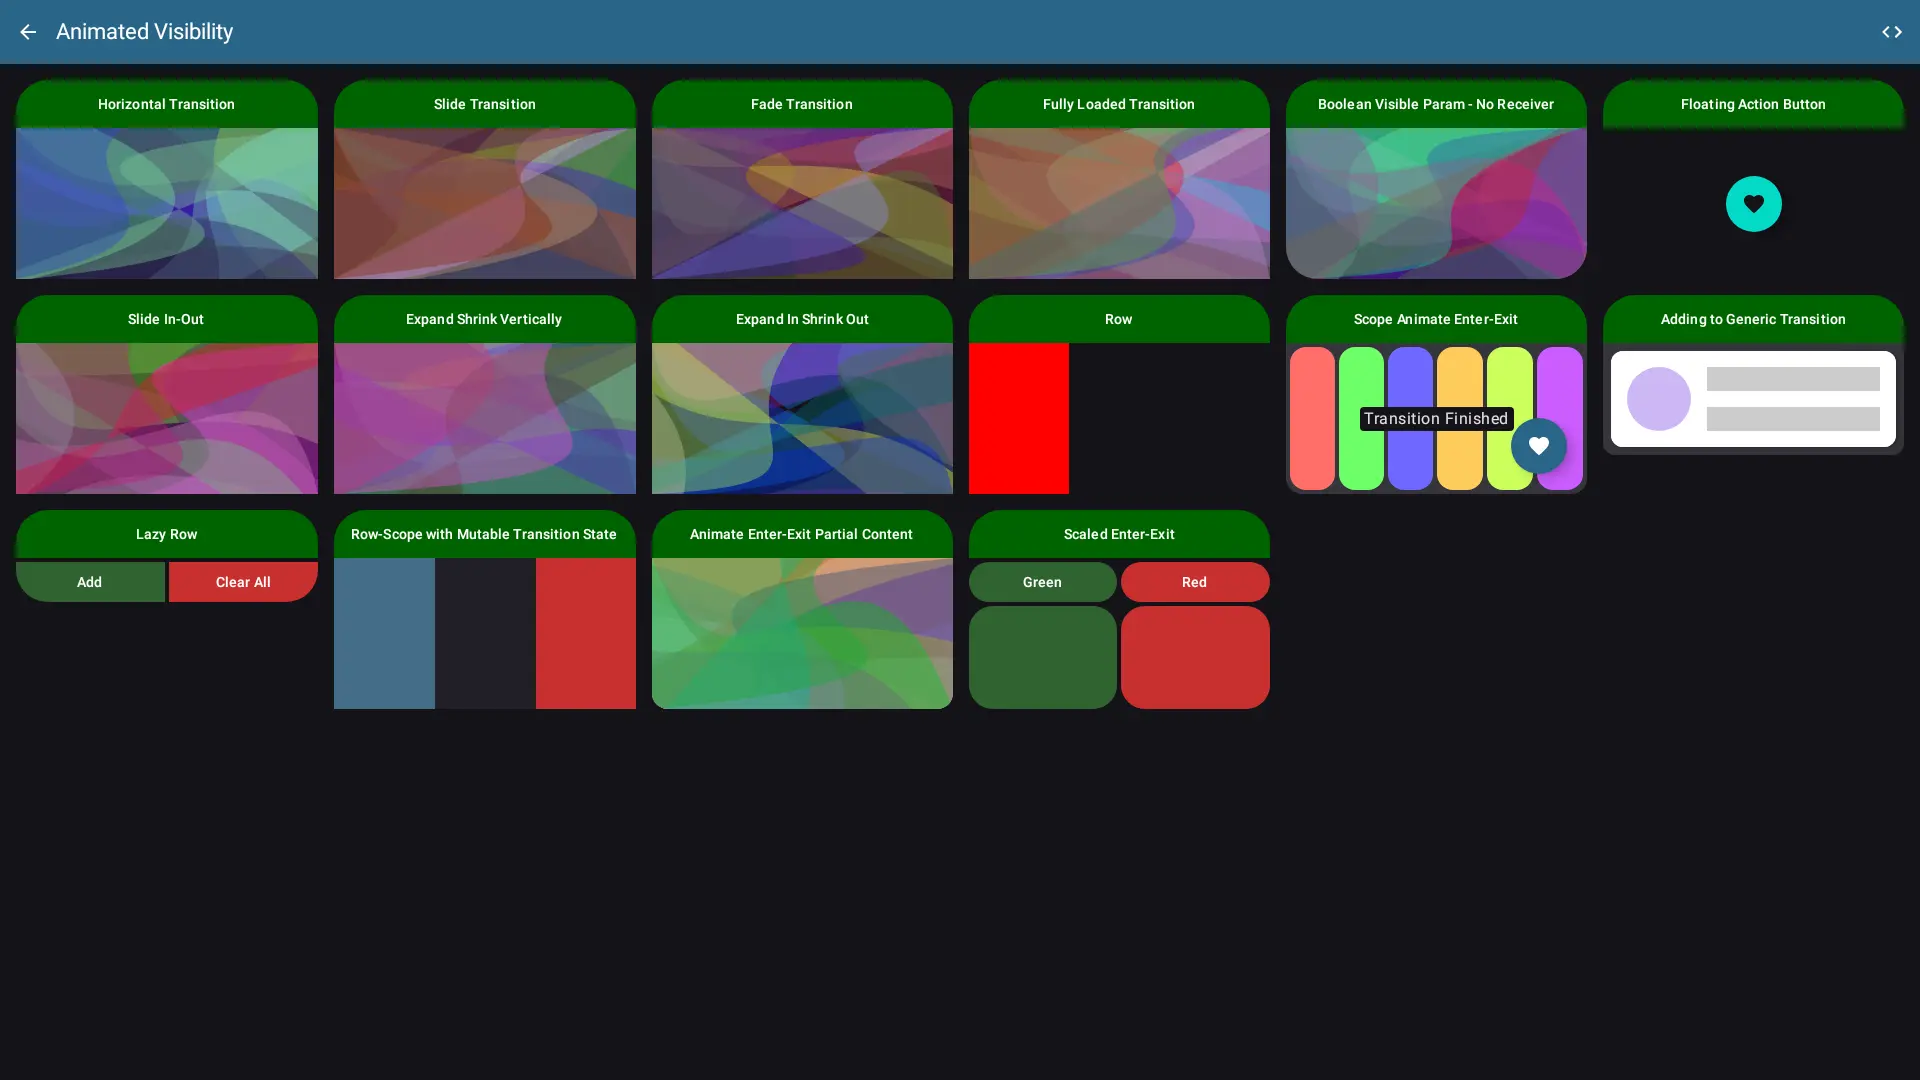 Animated Visibility
Horizontal Transition
Slide Transition
Fade Transition
Fully Loaded Transition
Boolean Visible Param - No Receiver
Floating Action Button
Slide In-Out
Expand Shrink Vertically
Expand In Shrink Out
Row
Scope Animate Enter-Exit
Adding to Generic Transition
Transition Finished
Lazy Row
Row-Scope with Mutable Transition State
Animate Enter-Exit Partial Content
Scaled Enter-Exit
Add
Clear All
Green
Red